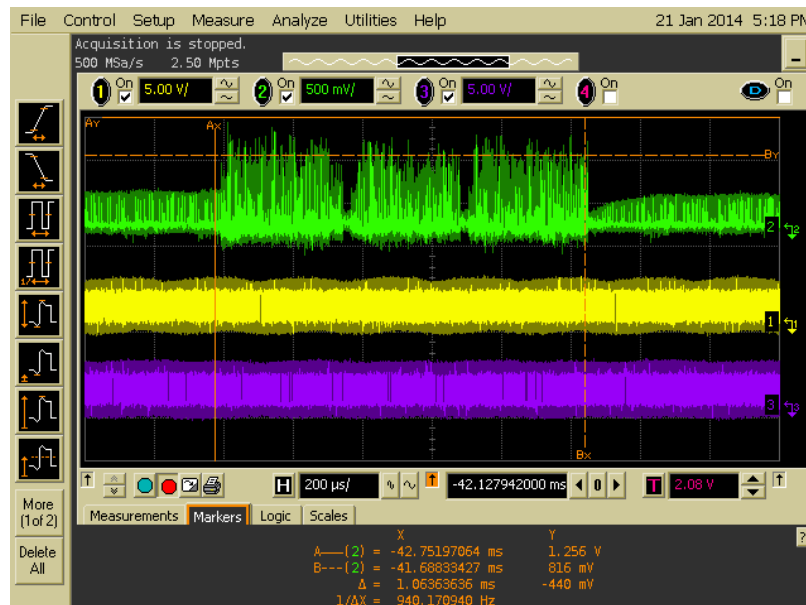 File Control Setup Measure Analyze Utilities Help 21 Jan 2014 5:18 PM
Acquisition is stopped.
500 MSa/s 2.50 Mpts
1 On 5.00 V/ 2 On 500 mV/ 3 On 5.00 V/ 4 On D On
AY AX
BY
2 2
1 1
3 3
BX
H 200 µs/ -42.127942000 ms 0 T 2.08 V
More
(1of 2)
Delete
All
Measurements Markers Logic Scales
X Y
A——(2) = -42.75197064 ms 1.256 V
B---(2) = -41.68833427 ms 816 mV
Δ = 1.06363636 ms -440 mV
1/ΔX = 940.170940 Hz
?